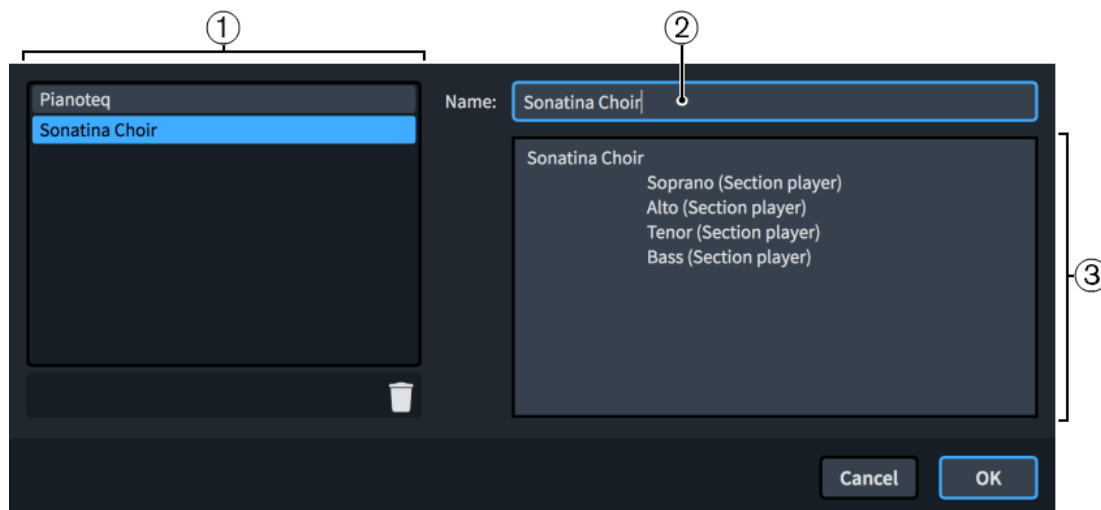 ①
②
Pianoteq
Sonatina Choir
Name:
Sonatina Choir
Sonatina Choir
Soprano (Section player)
Alto (Section player)
Tenor (Section player)
Bass (Section player)
③
Cancel
OK